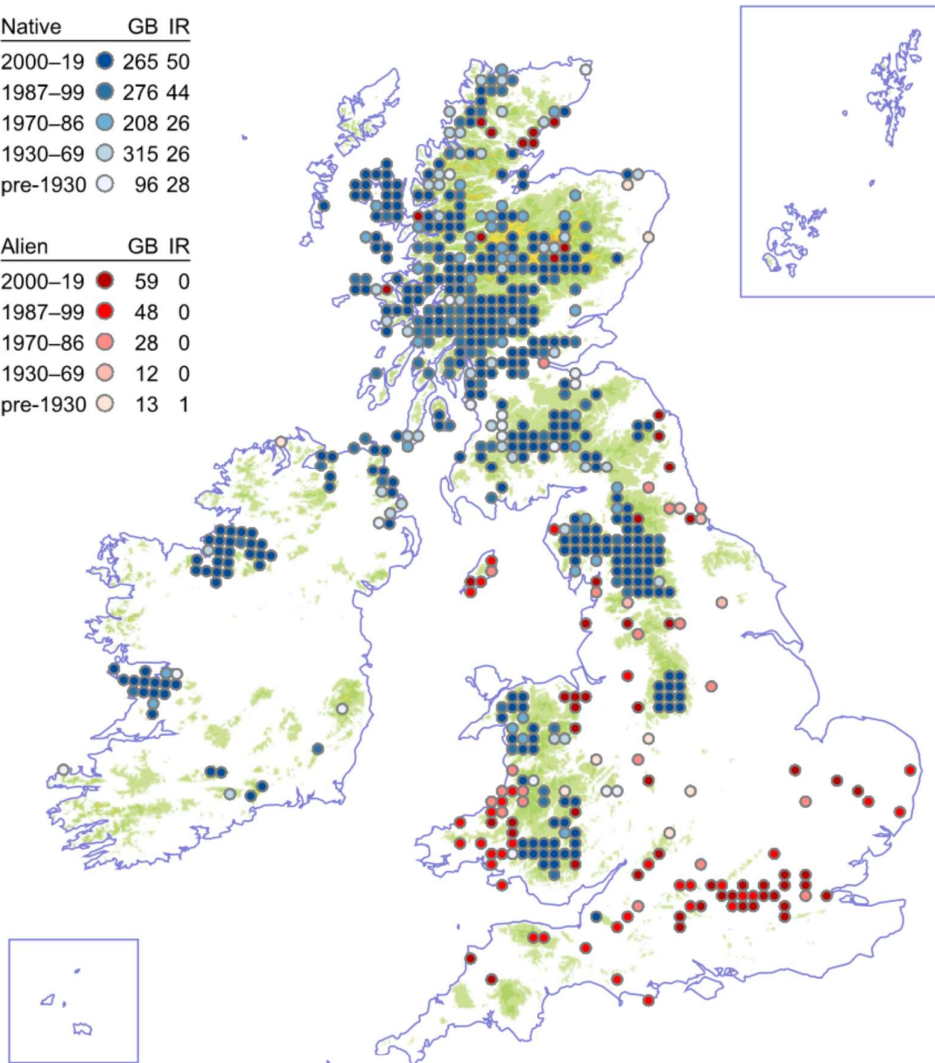 Native GB IR
2000–19 265 50
1987–99 276 44
1970–86 208 26
1930–69 315 26
pre-1930 96 28
Alien GB IR
2000–19 59 0
1987–99 48 0
1970–86 28 0
1930–69 12 0
pre-1930 13 1